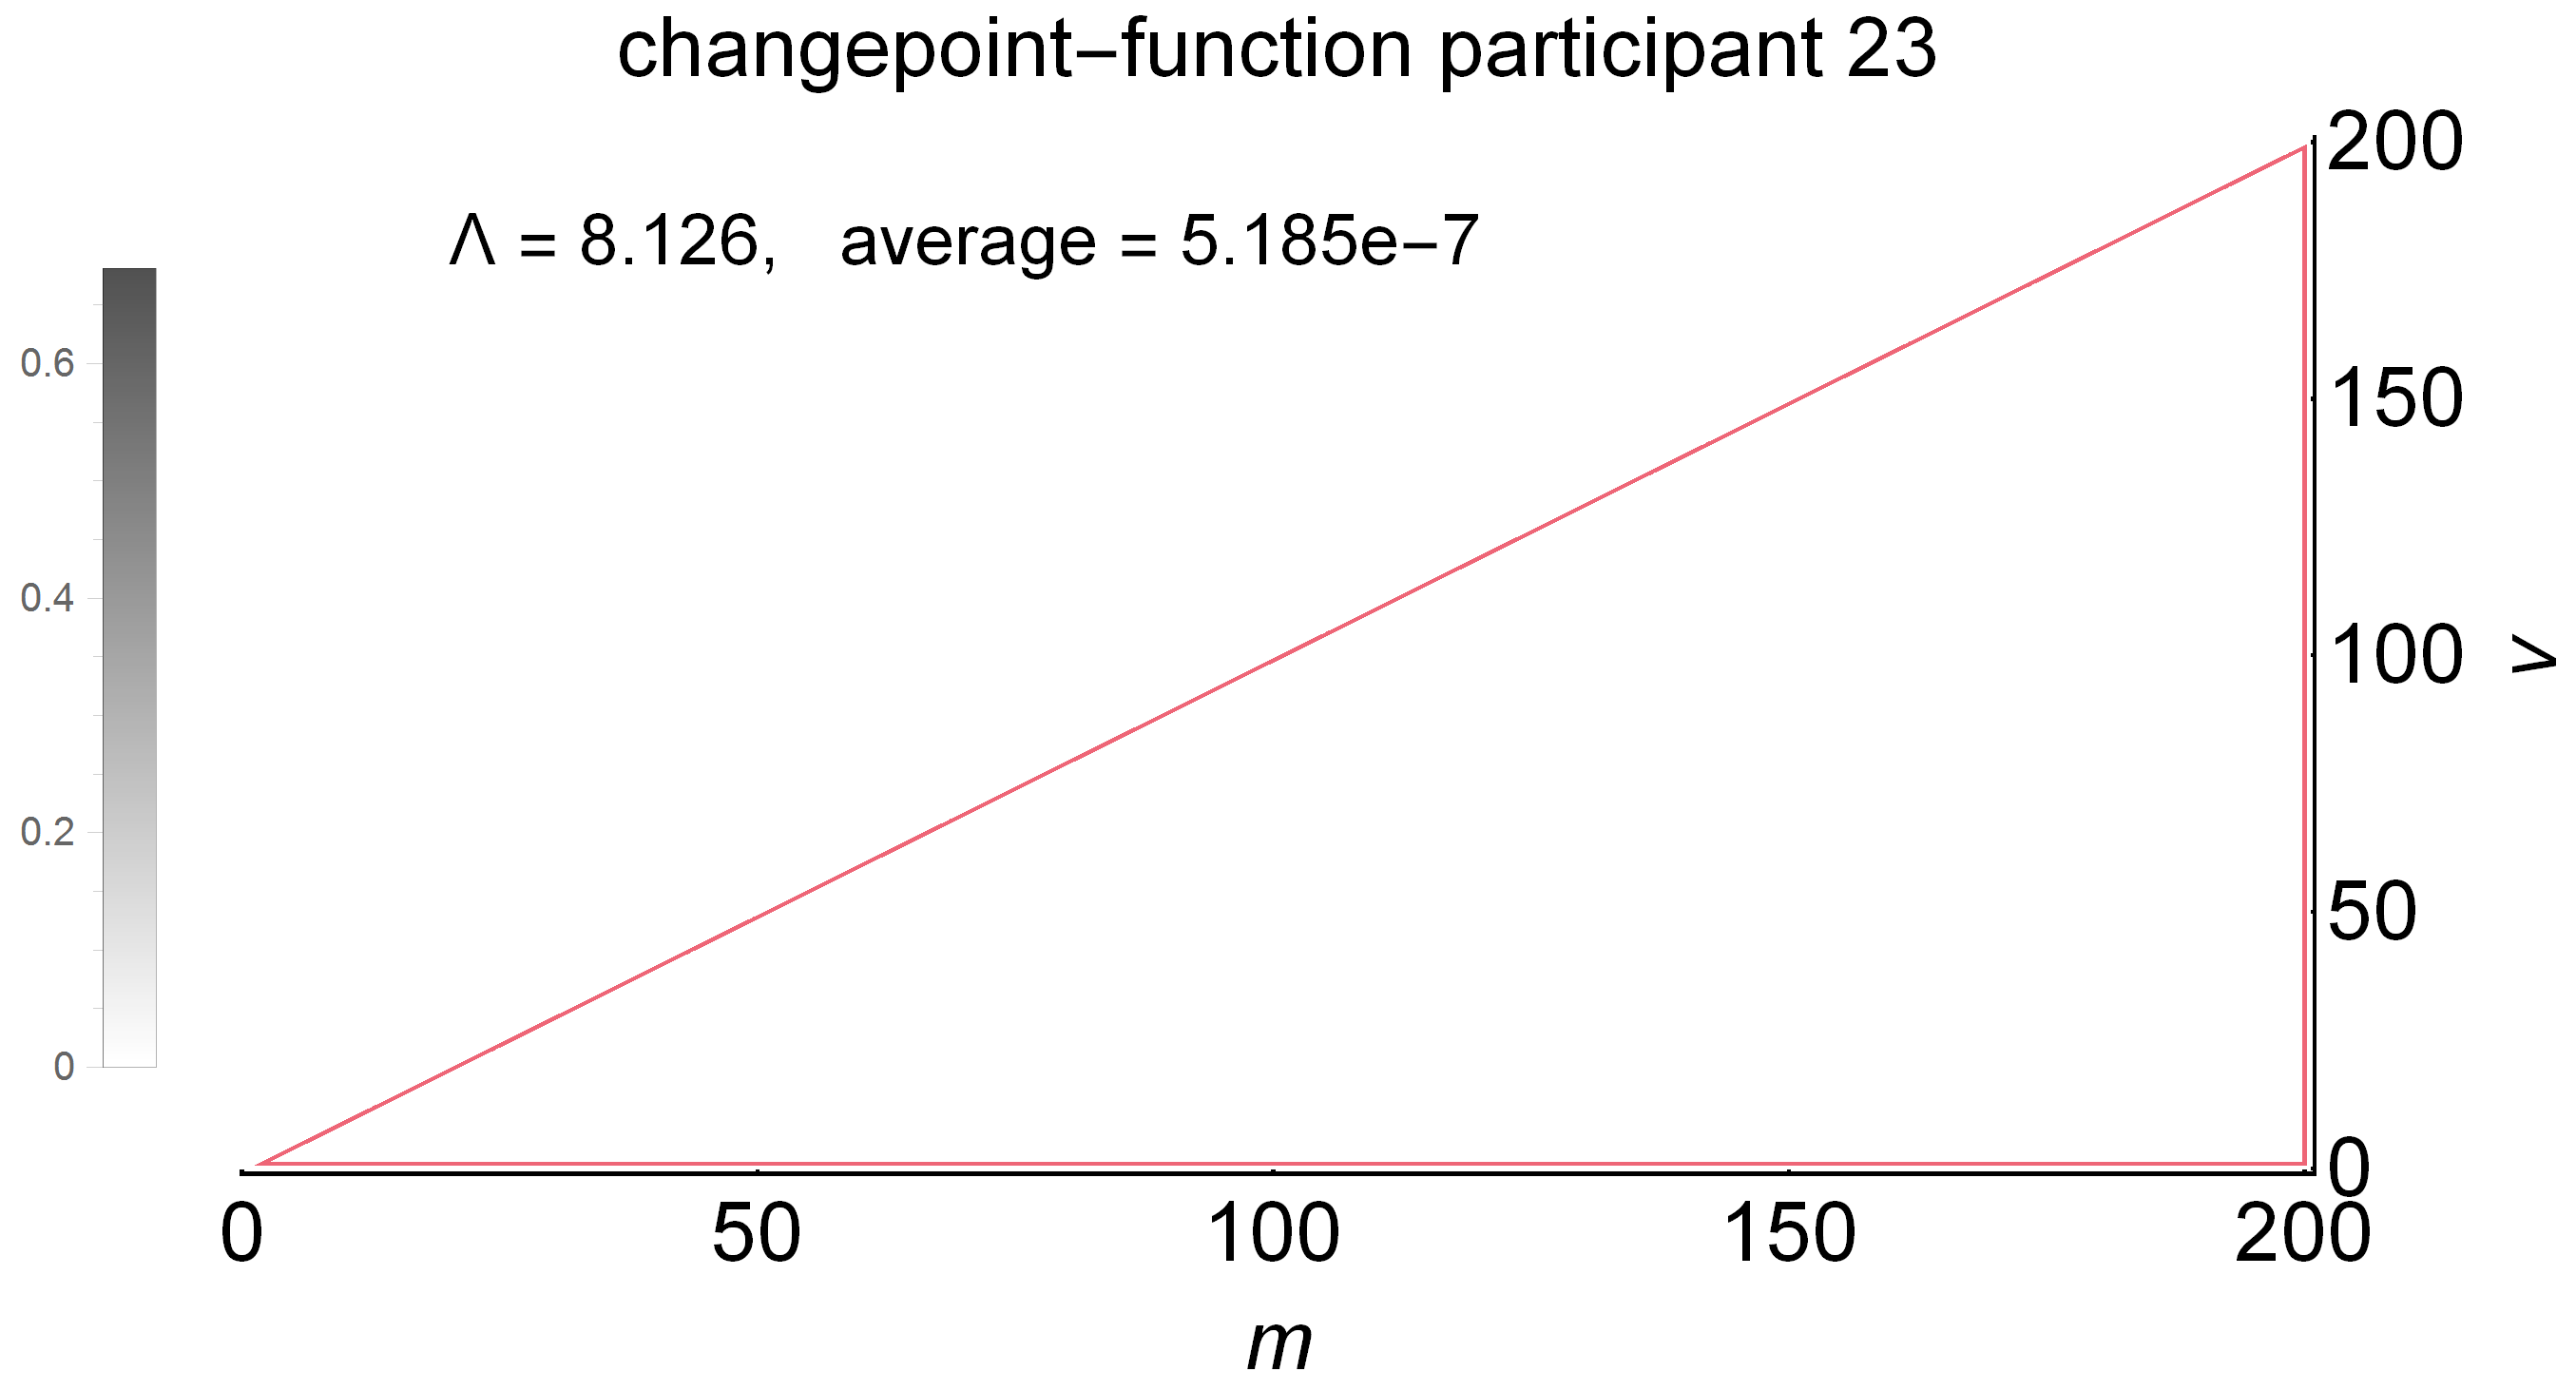 changepoint−function participant 23
Λ = 8.126,   average = 5.185e−7
0.6
0.4
0.2
0
200
150
100
50
0
v
0 50 100 150 200
m